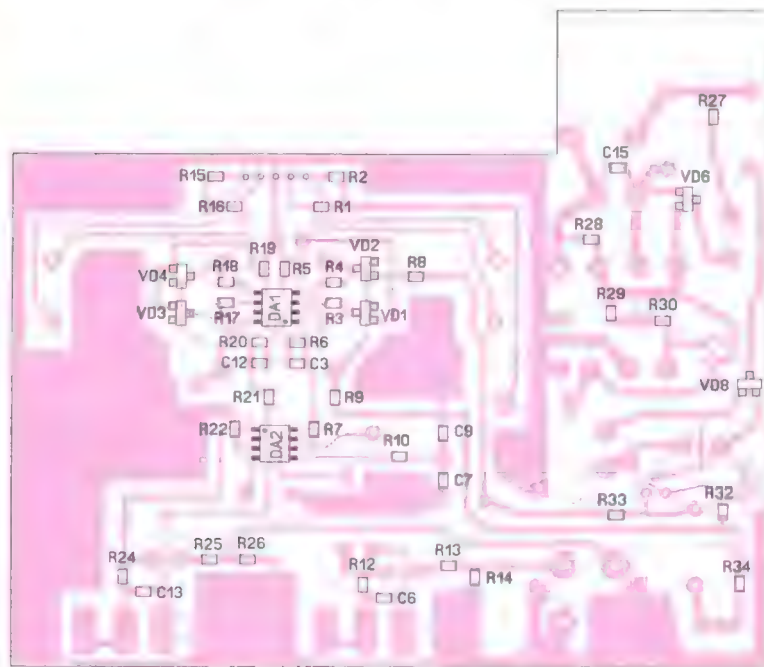 R27
C15
R15 R2
VD6
R16 R1
R28
VD2
R19
R8
VD4 R18 R5 R4
DA1
VD3 R17 R3 VD1
R29
R30
R20 R6
C12 C3
VD8
R21 R9
R22 R7
C9
DA2
R10
C7
R33
R32
R25 R26
R24
R13
R12
R14
R34
C13
C6